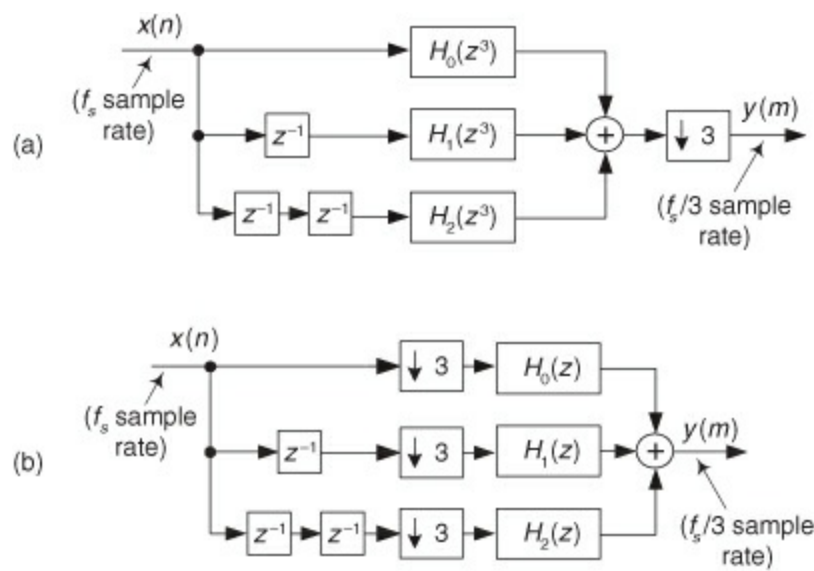 x(n)
(fs sample
rate)
(a)
H0(z³)
z⁻¹
H1(z³)
z⁻¹
z⁻¹
H2(z³)
+
↓ 3
y(m)
(fs/3 sample
rate)
x(n)
(fs sample
rate)
(b)
↓ 3
H0(z)
z⁻¹
↓ 3
H1(z)
z⁻¹
z⁻¹
↓ 3
H2(z)
+
y(m)
(fs/3 sample
rate)